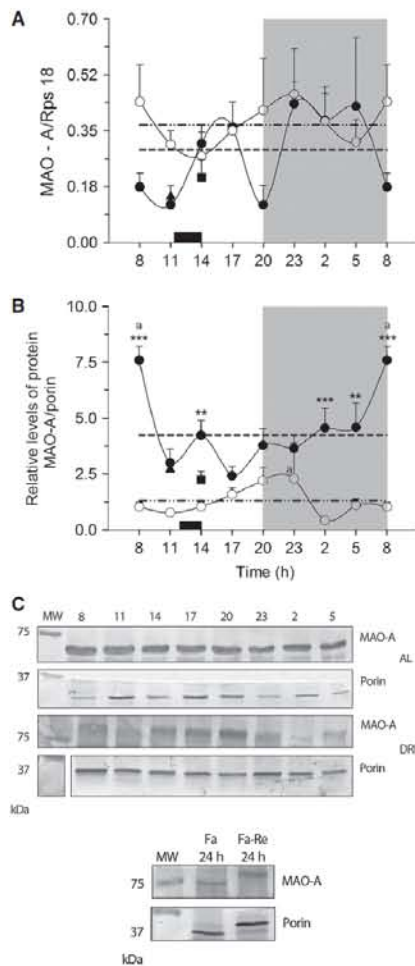 A
MAO - A/Rps 18
0.70
0.52
0.35
0.18
0.00
8 11 14 17 20 23 2 5 8
B
Relative levels of protein
MAO-A/porin
10.0
7.5
5.0
2.5
0.0
a
***
**
a
***
**
a
***
8 11 14 17 20 23 2 5 8
Time (h)
C
MW 8 11 14 17 20 23 2 5
75
MAO-A
AL
37
Porin
75
MAO-A
DRF
37
Porin
kDa
Fa Fa-Re
MW 24 h 24 h
75
MAO-A
37
Porin
kDa